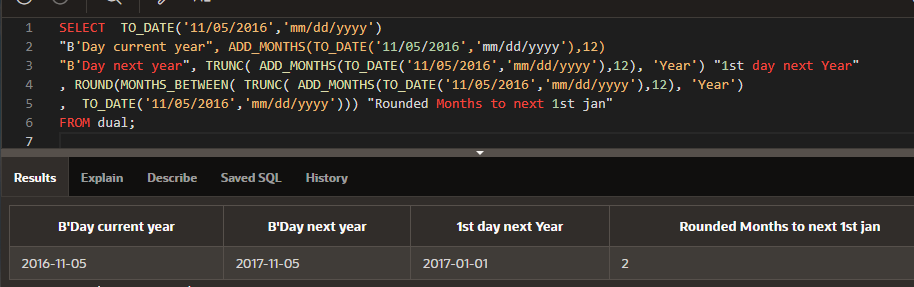 1 SELECT  TO_DATE('11/05/2016','mm/dd/yyyy')
2 "B'Day current year", ADD_MONTHS(TO_DATE('11/05/2016','mm/dd/yyyy'),12)
3 "B'Day next year", TRUNC( ADD_MONTHS(TO_DATE('11/05/2016','mm/dd/yyyy'),12), 'Year') "1st day next Year"
4 , ROUND(MONTHS_BETWEEN( TRUNC( ADD_MONTHS(TO_DATE('11/05/2016','mm/dd/yyyy'),12), 'Year')
5 ,  TO_DATE('11/05/2016','mm/dd/yyyy'))) "Rounded Months to next 1st jan"
6 FROM dual;
7
Results Explain Describe Saved SQL History
B'Day current year B'Day next year 1st day next Year Rounded Months to next 1st jan
2016-11-05 2017-11-05 2017-01-01 2